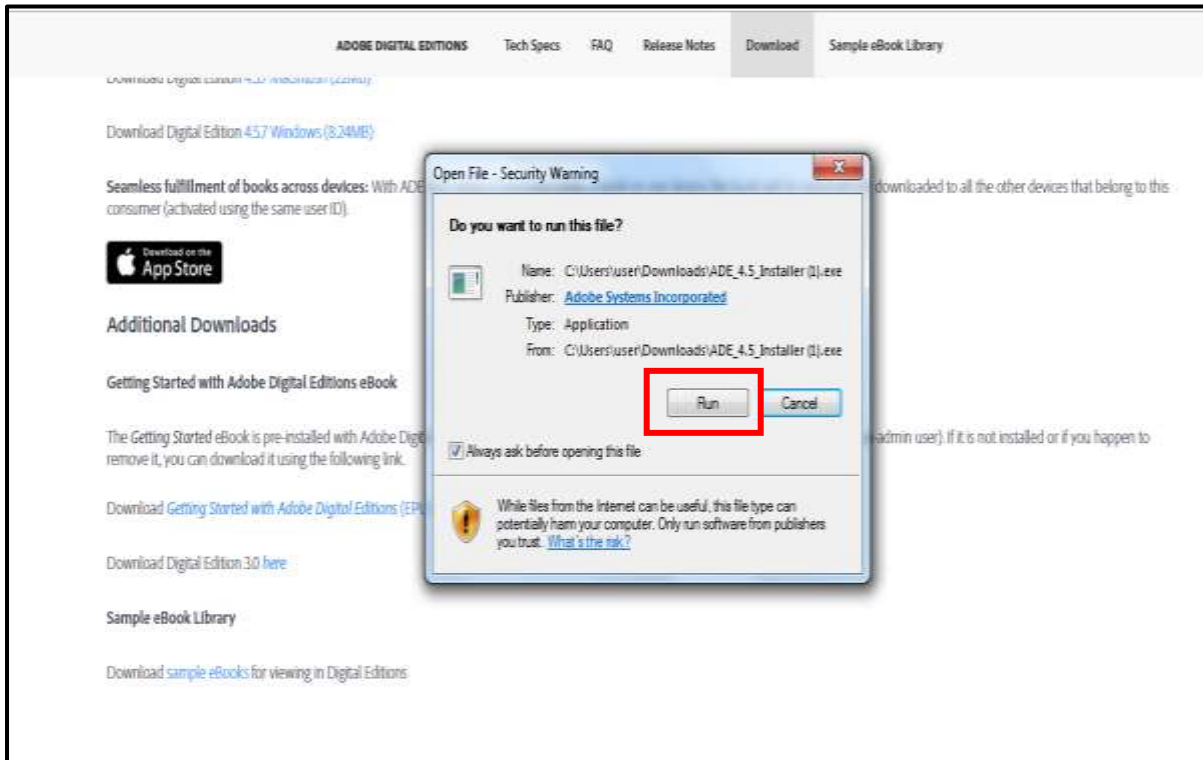 ADOBE DIGITAL EDITIONS Tech Specs FAQ Release Notes Download Sample eBook Library
Download Digital Edition 4.5.7 Macintosh (22MB)
Download Digital Edition 4.5.7 Windows (8.24MB)
Seamless fulfillment of books across devices: With ADE downloaded to all the other devices that belong to this
consumer (activated using the same user ID).
Download on the
App Store
Additional Downloads
Getting Started with Adobe Digital Editions eBook
The Getting Started eBook is pre-installed with Adobe Digi -admin user). If it is not installed or if you happen to
remove it, you can download it using the following link.
Download Getting Started with Adobe Digital Editions (EPU
Download Digital Edition 3.0 here
Sample eBook Library
Download sample eBooks for viewing in Digital Editions
Open File - Security Warning
Do you want to run this file?
Name: C:\Users\user\Downloads\ADE_4.5_Installer (1).exe
Publisher: Adobe Systems Incorporated
Type: Application
From: C:\Users\user\Downloads\ADE_4.5_Installer (1).exe
Run Cancel
Always ask before opening this file
While files from the Internet can be useful, this file type can
potentially harm your computer. Only run software from publishers
you trust. What's the risk?